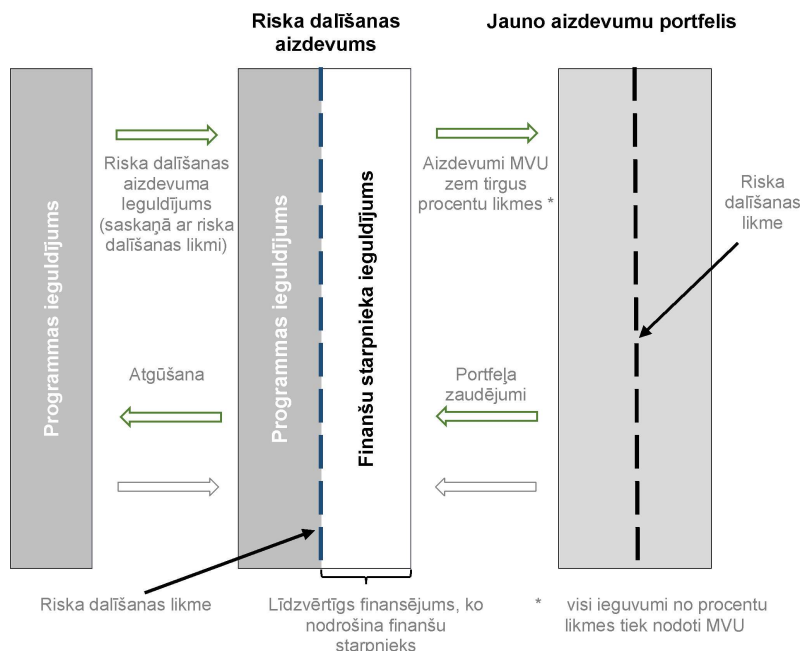 Riska dalīšanas
aizdevums
Jauno aizdevumu portfelis
Programmas ieguldījums
Riska dalīšanas
aizdevuma
Ieguldījums
(saskaņā ar riska
dalīšanas likmi)
Atgūšana
Programmas ieguldījums
Finanšu starpnieka ieguldījums
Aizdevumi MVU
zem tirgus
procentu likmes *
Portfeļa
zaudējumi
Riska
dalīšanas
likme
Riska dalīšanas likme
Līdzvērtīgs finansējums, ko
nodrošina finanšu
starpnieks
* visi ieguvumi no procentu
likmes tiek nodoti MVU